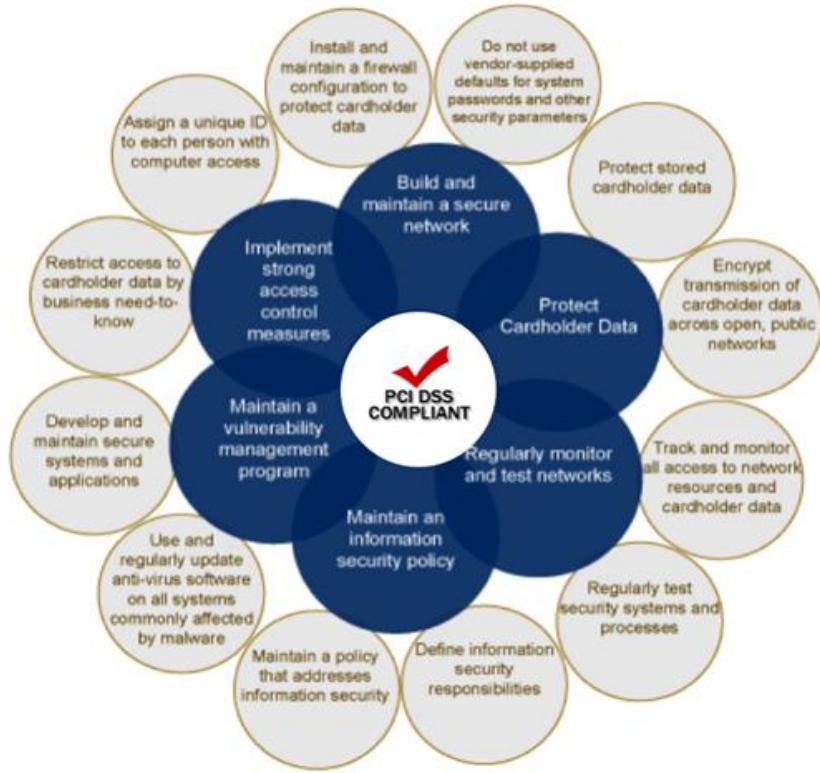 Install and
maintain a firewall
configuration to
protect cardholder
data
Do not use
vendor-supplied
defaults for system
passwords and other
security parameters
Protect stored
cardholder data
Encrypt
transmission of
cardholder data
across open, public
networks
Track and monitor
all access to network
resources and
cardholder data
Regularly test
security systems and
processes
Define information
security
responsibilities
Maintain a policy
that addresses
information security
Use and
regularly update
anti-virus software
on all systems
commonly affected
by malware
Develop and
maintain secure
systems and
applications
Restrict access to
cardholder data by
business need-to-
know
Assign a unique ID
to each person with
computer access
Build and
maintain a secure
network
Protect
Cardholder Data
Regularly monitor
and test networks
Maintain an
information
security policy
Maintain a
vulnerability
management
program
Implement
strong
access
control
measures
PCI DSS
COMPLIANT